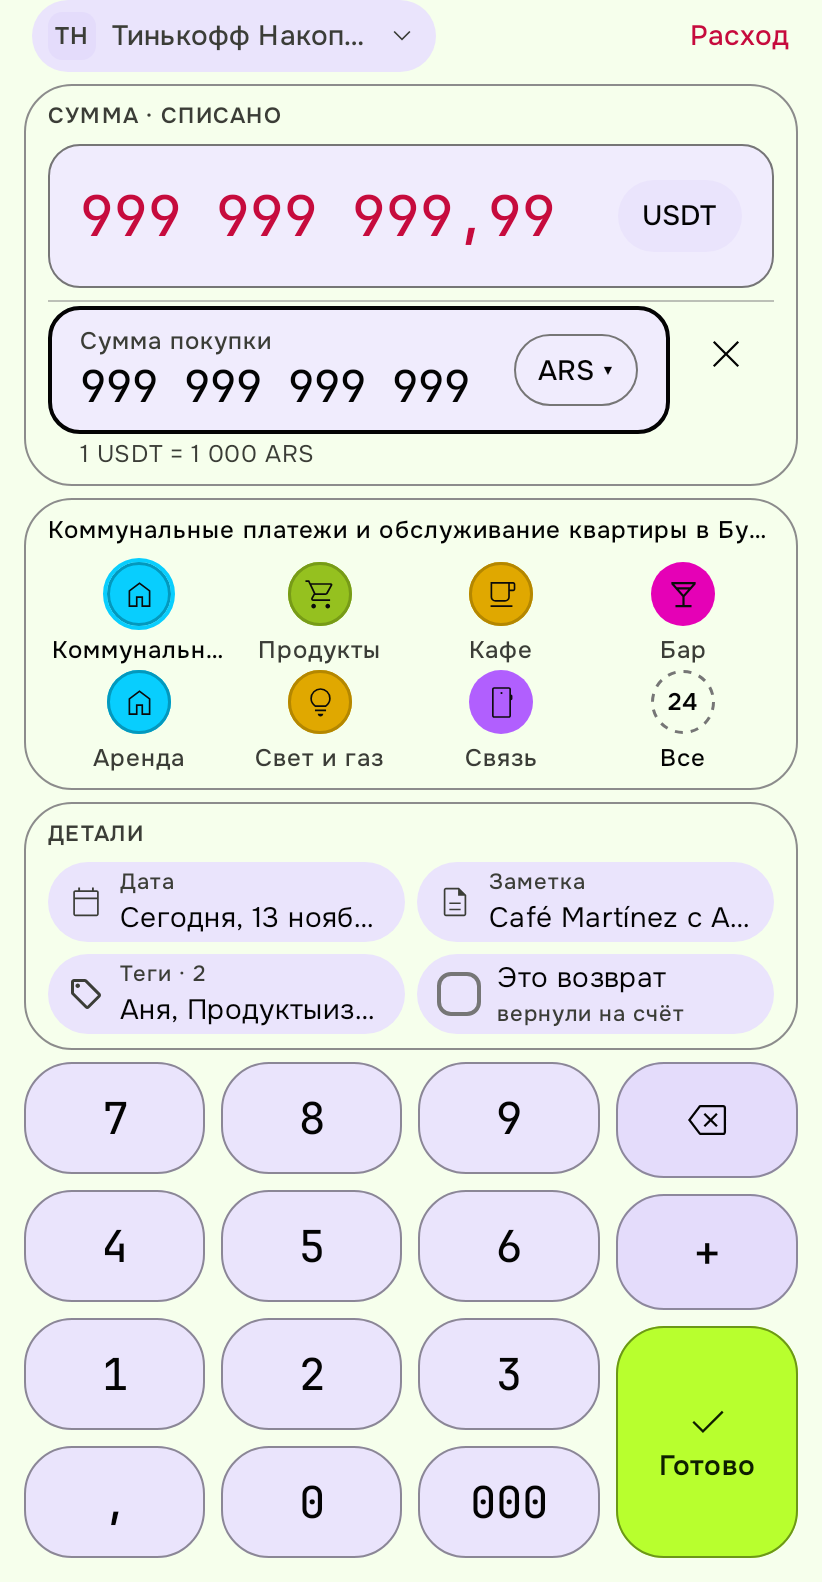 ТН Тинькофф Накоп... Расход
СУММА · СПИСАНО
999 999 999,99 USDT
Сумма покупки
999 999 999 999 ARS ▾
1 USDT = 1 000 ARS
Коммунальные платежи и обслуживание квартиры в Бу...
Коммунальн... Продукты Кафе Бар
24
Аренда Свет и газ Связь Все
ДЕТАЛИ
Дата
Сегодня, 13 нояб...
Заметка
Café Martínez с А...
Теги · 2
Аня, Продуктыиз...
Это возврат
вернули на счёт
7 8 9
4 5 6 +
1 2 3
, 0 000
Готово